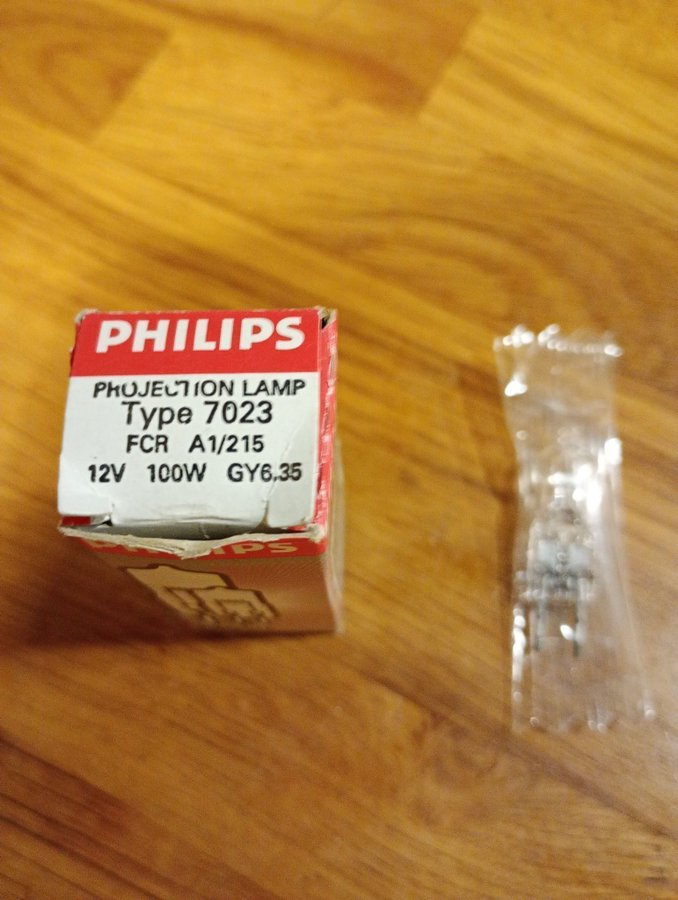 PHILIPS
PROJECTION LAMP
Type 7023
FCR A1/215
12V 100W GY6.35
PHILIPS